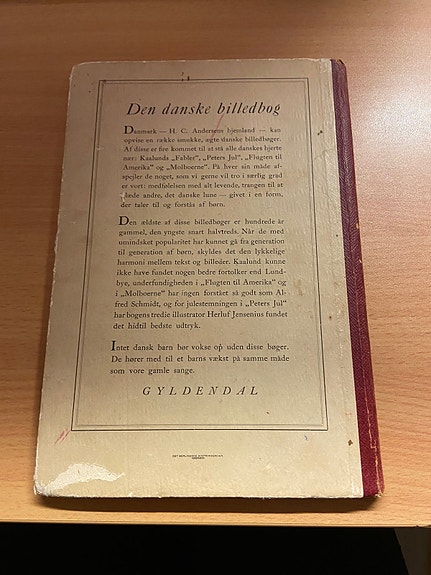 Den danske billedbog
Danmark — H. C. Andersens hjemland — kan
opvise en række smukke, ægte danske billedbøger.
Af disse er fire kommet til at stå alle danskes hjerte
nær: Kaalunds „Fabler“, „Peters Jul“, „Flugten til
Amerika“ og „Molboerne“. På hver sin måde af-
spejler de noget, som vi gerne vil tro i særlig grad
er vort: medfølelsen med alt levende, trangen til at
glæde andre, det danske lune — givet i en form,
der taler til og forstås af børn.
Den ældste af disse billedbøger er hundrede år
gammel, den yngste snart halvtreds. Når de med
umindsket popularitet har kunnet gå fra generation
til generation af børn, skyldes det den lykkelige
harmoni mellem tekst og billeder. Kaalund kunne
ikke have fundet nogen bedre fortolker end Lund-
bye, underfundigheden i „Flugten til Amerika“ og
i „Molboerne“ har ingen forstået så godt som Al-
fred Schmidt, og for julestemningen i „Peters Jul“
har bogens tredie illustrator Herluf Jensenius fundet
det hidtil bedste udtryk.
Intet dansk barn bør vokse op uden disse bøger.
De hører med til et barns vækst på samme måde
som vore gamle sange.
GYLDENDAL